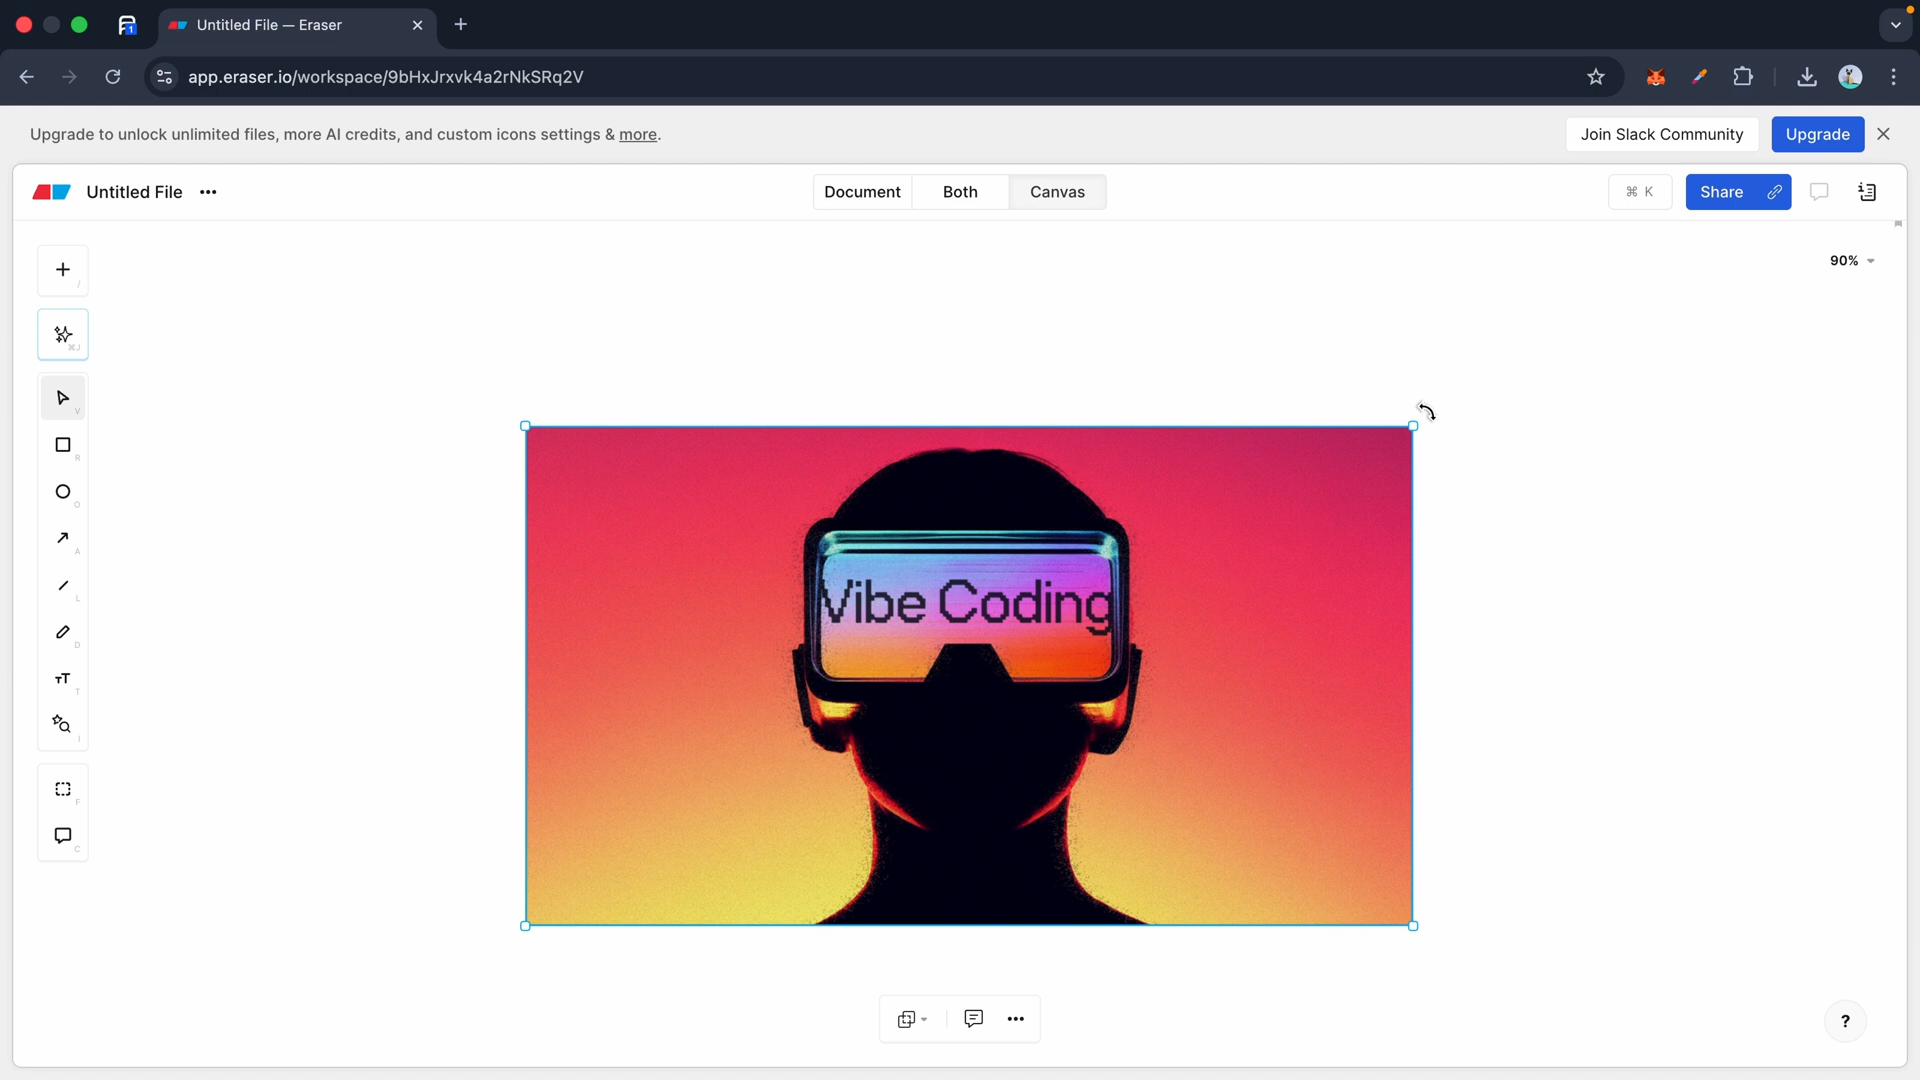 Untitled File — Eraser
app.eraser.io/workspace/9bHxJrxvk4a2rNkSRq2V
Upgrade to unlock unlimited files, more AI credits, and custom icons settings & more.
Join Slack Community
Upgrade
Untitled File
Document
Both
Canvas
⌘ K
Share
90%
/
⌘J
V
R
O
A
L
D
T
I
F
C
Vibe Coding
?
1